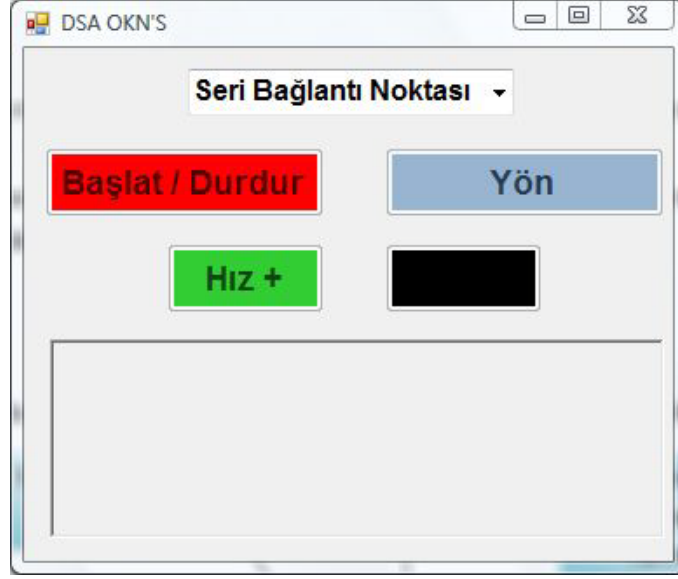 DSA OKN'S
Seri Bağlantı Noktası
Başlat / Durdur
Yön
Hız +